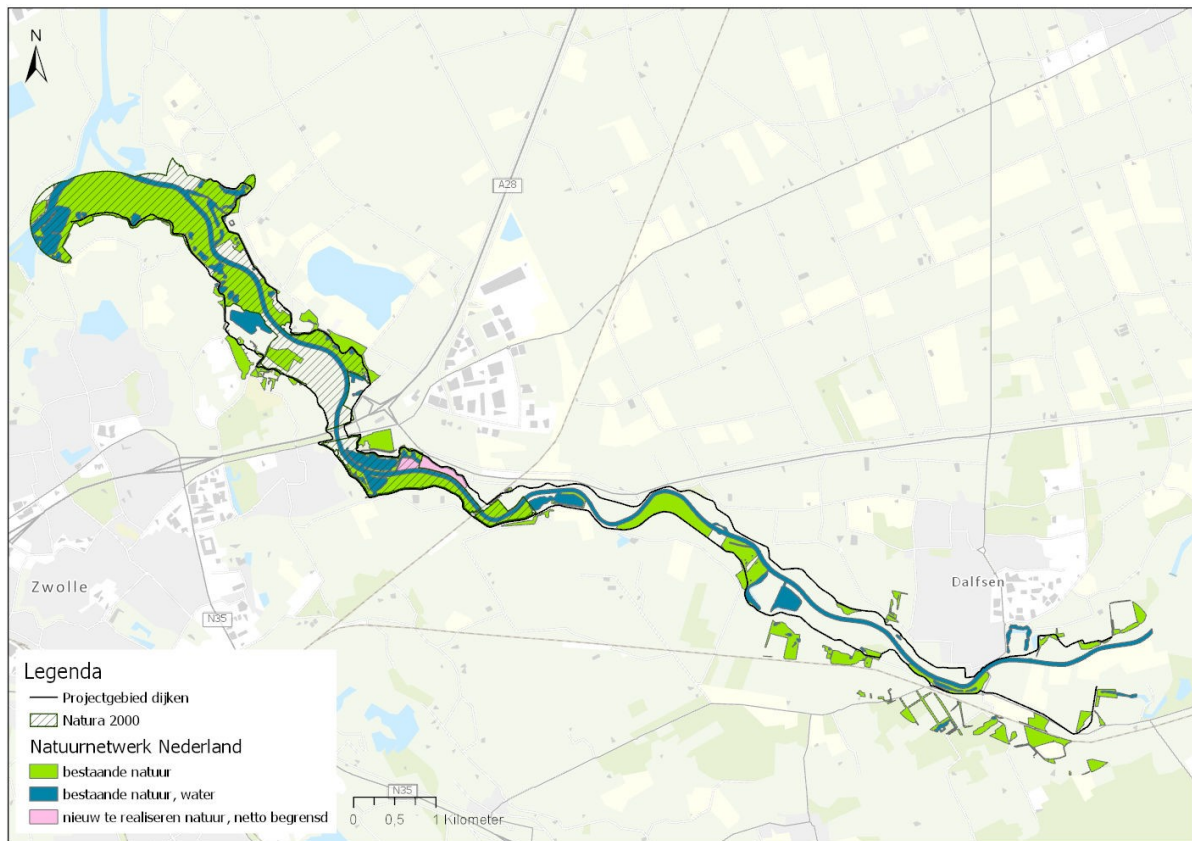 N
A28
Zwolle
N35
Dalfsen
Legenda
Projectgebied dijken
Natura 2000
Natuurnetwerk Nederland
bestaande natuur
bestaande natuur, water
nieuw te realiseren natuur, netto begrensd
N35
0 0,5 1 Kilometer